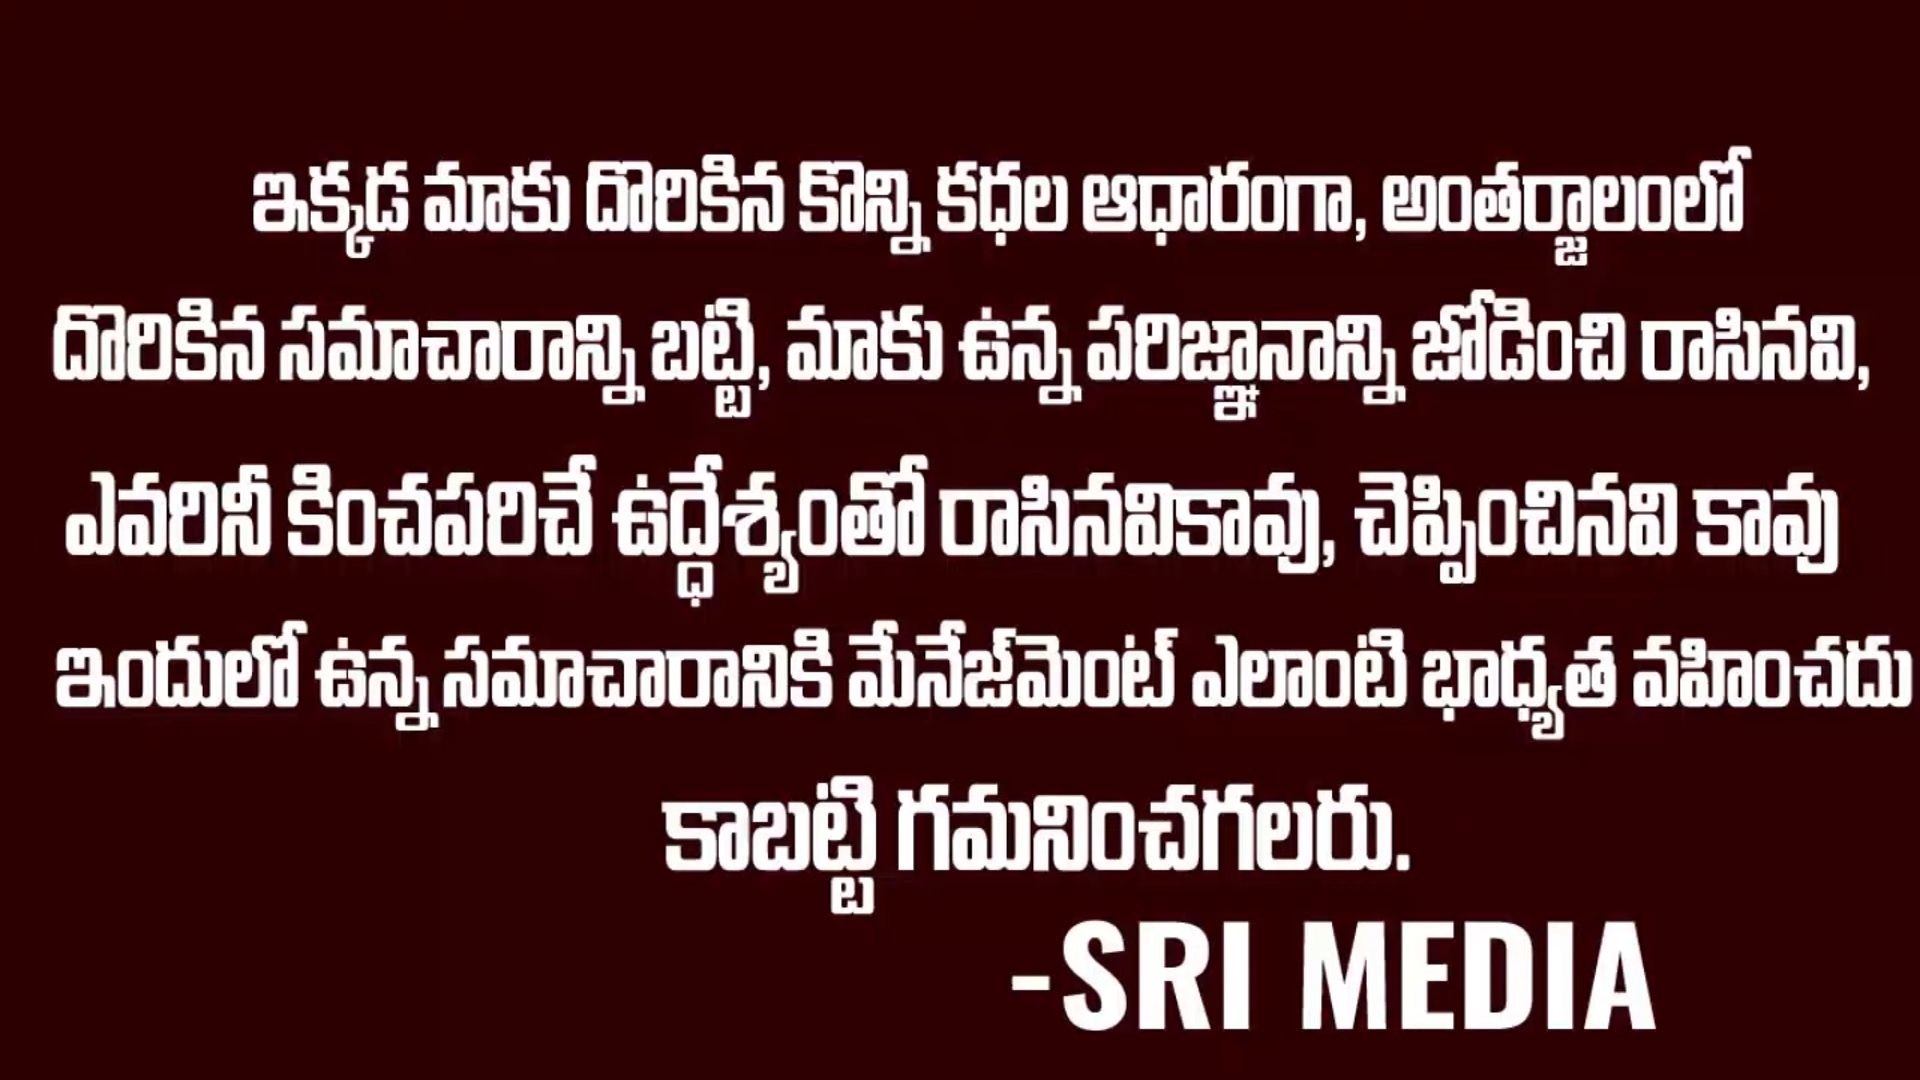 ఇక్కడ మాకు దొరికిన కొన్ని కధల ఆధారంగా, అంతర్జాలంలో
దొరికిన సమాచారాన్ని బట్టి, మాకు ఉన్న పరిజ్ఞానాన్ని జోడించి రాసినవి,
ఎవరినీ కించపరిచే ఉద్ధేశ్యంతో రాసినవికావు, చెప్పించినవి కావు
ఇందులో ఉన్న సమాచారానికి మేనేజ్‌మెంట్ ఎలాంటి భాధ్యత వహించదు
కాబట్టి గమనించగలరు.
-SRI MEDIA